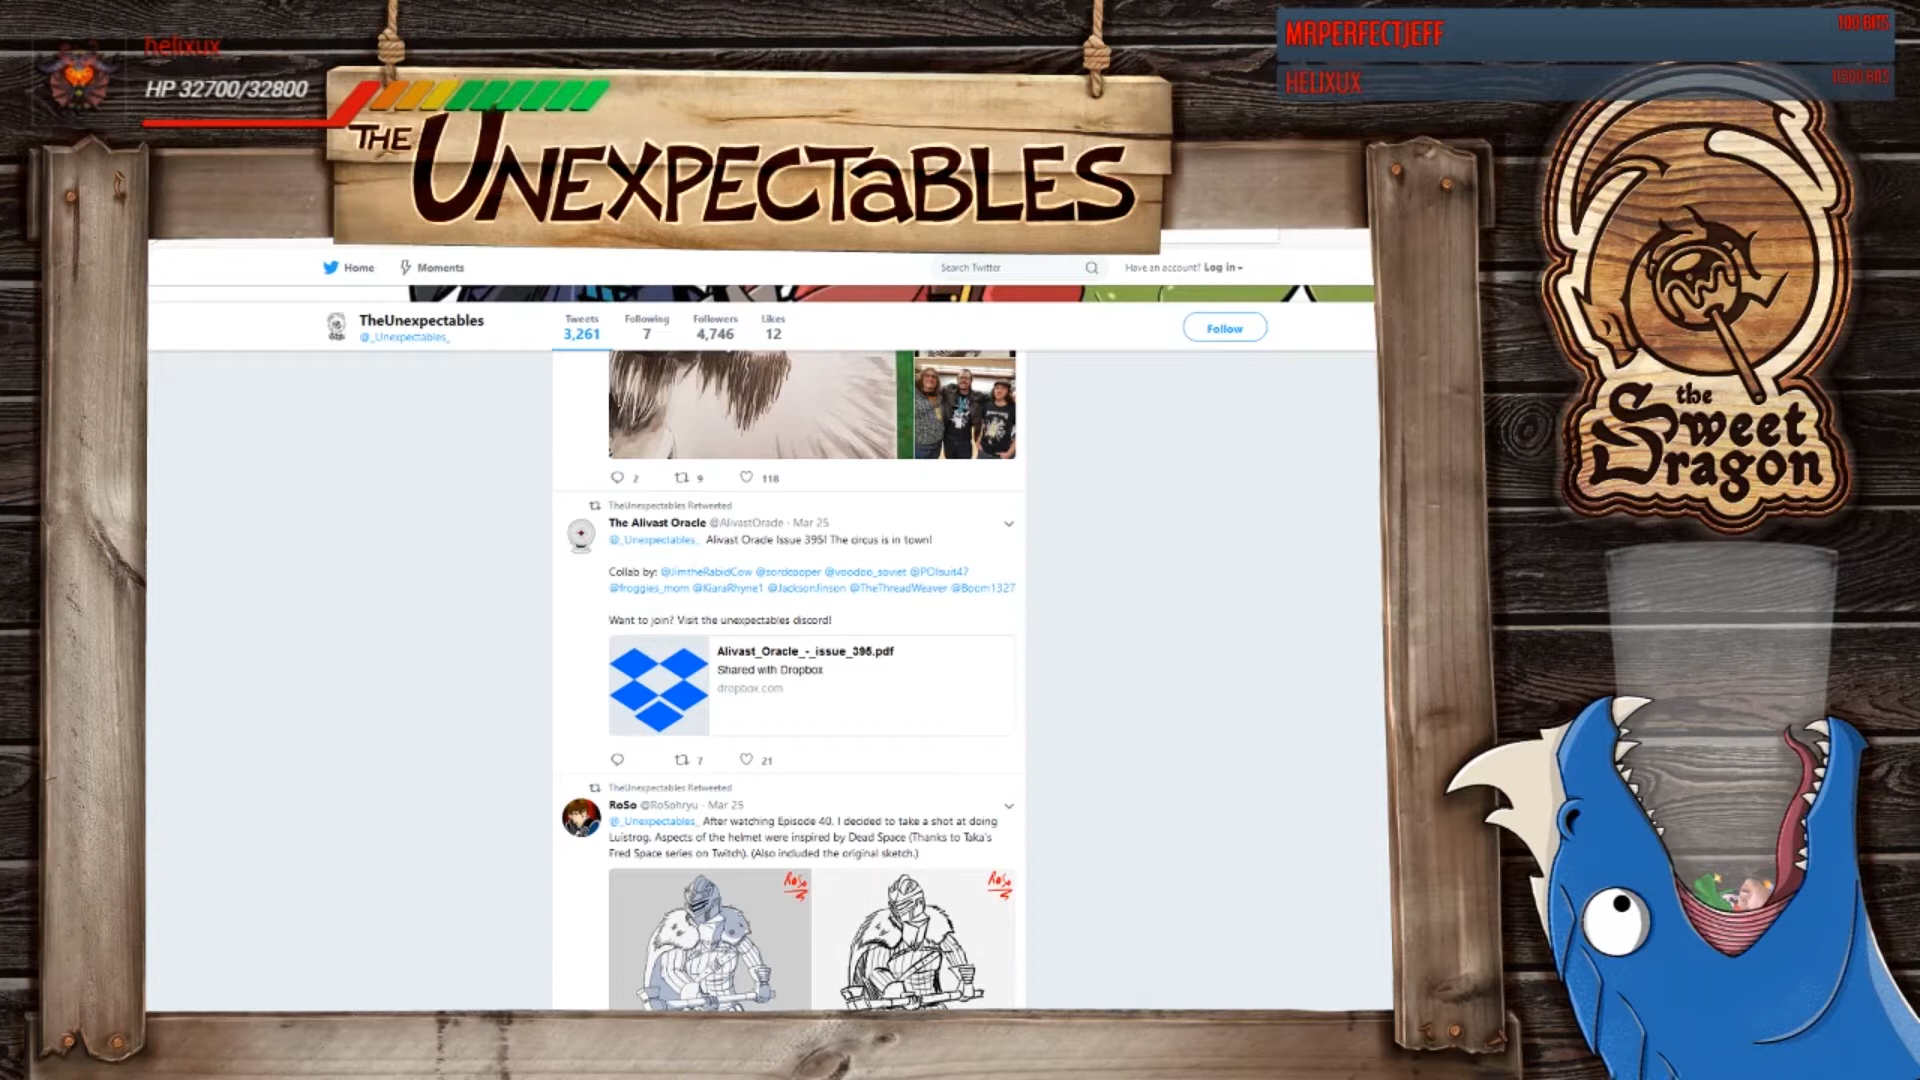 helixux
HP 32700/32800
MRPERFECTJEFF
100 BITS
HELIXUX
THE UNEXPECTABLES
the Sweet Dragon
Home
Moments
Search Twitter
Have an account? Log in
TheUnexpectables
@_Unexpectables_
Tweets
3,261
Following
7
Followers
4,746
Likes
12
Follow
2
9
118
TheUnexpectables Retweeted
The Alivast Oracle @AlivastOracle · Mar 25
@_Unexpectables_ Alivast Oracle Issue 395! The circus is in town!
Collab by: @JimtheRabidCow @sordcooper @voodoo_soviet @POIsuit47
@froggies_mom @KiaraRhyne1 @JacksonJinson @TheThreadWeaver @Boom1327
Want to join? Visit the unexpectables discord!
Alivast_Oracle_-_issue_395.pdf
Shared with Dropbox
dropbox.com
7
21
TheUnexpectables Retweeted
RoSo @RoSohryu · Mar 25
@_Unexpectables_ After watching Episode 40, I decided to take a shot at doing
Luistrog. Aspects of the helmet were inspired by Dead Space (Thanks to Taka's
Fred Space series on Twitch). (Also included the original sketch.)
RoSo
RoSo